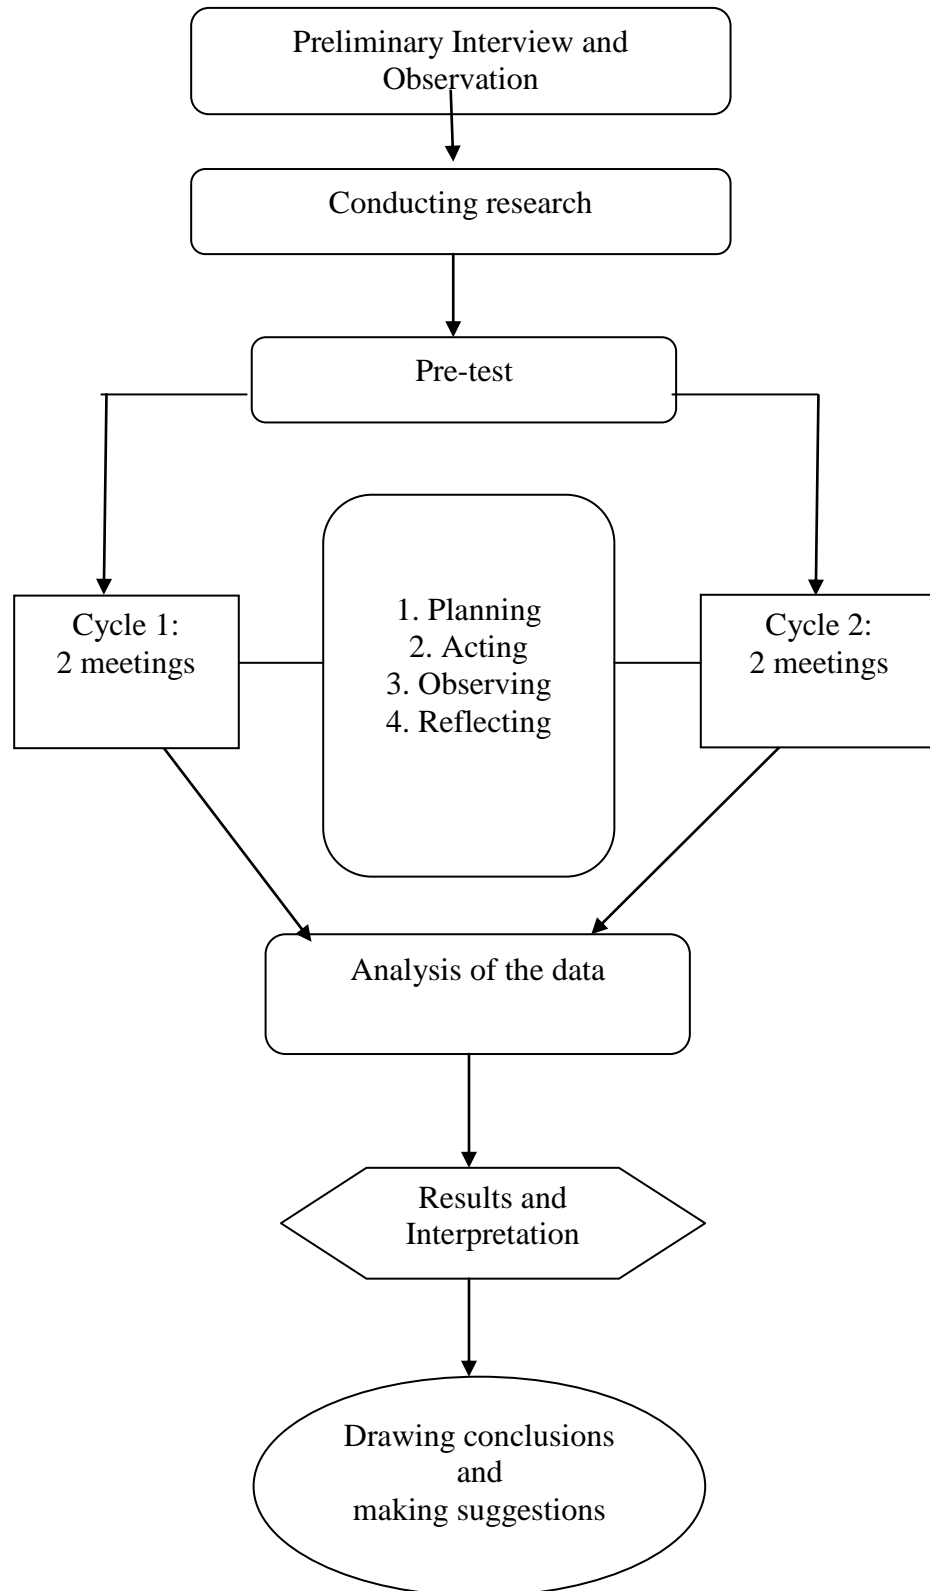 Preliminary Interview and
Observation
Conducting research
Pre-test
Cycle 1:
2 meetings
1. Planning
2. Acting
3. Observing
4. Reflecting
Cycle 2:
2 meetings
Analysis of the data
Results and
Interpretation
Drawing conclusions
and
making suggestions